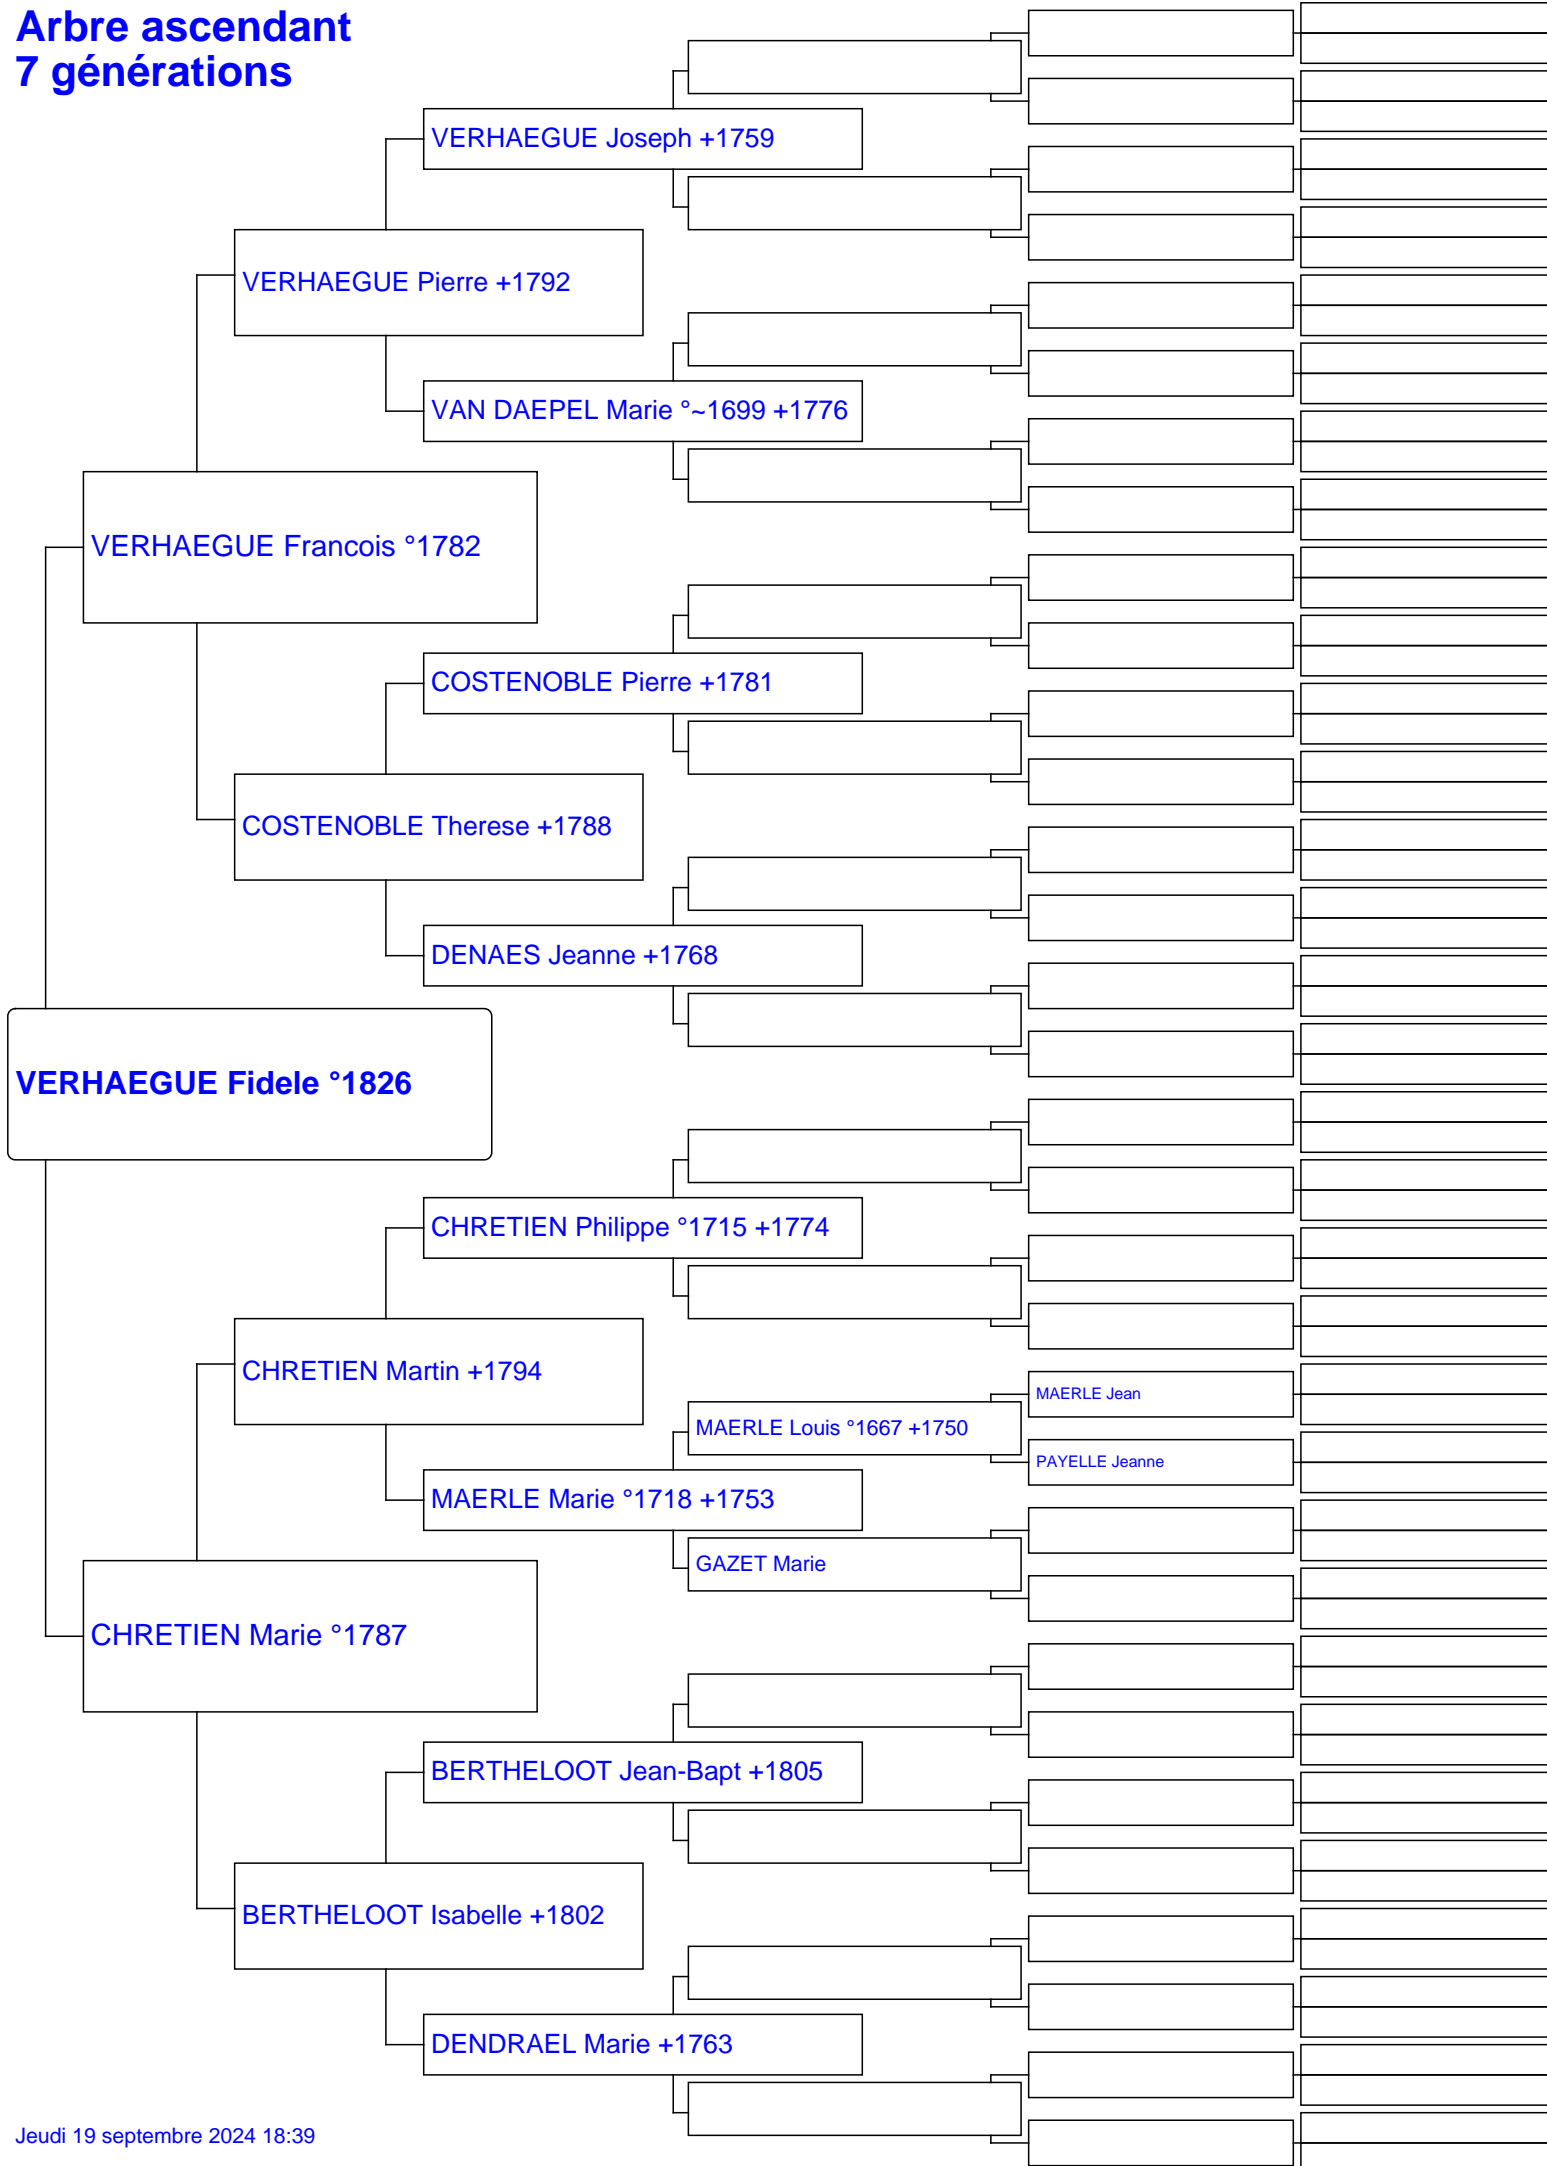 Arbre ascendant
7 générations
VERHAEGUE Joseph +1759
VERHAEGUE Pierre +1792
VAN DAEPEL Marie °~1699 +1776
VERHAEGUE Francois °1782
COSTENOBLE Pierre +1781
COSTENOBLE Therese +1788
DENAES Jeanne +1768
VERHAEGUE Fidele °1826
CHRETIEN Philippe °1715 +1774
CHRETIEN Martin +1794
MAERLE Jean
MAERLE Louis °1667 +1750
PAYELLE Jeanne
MAERLE Marie °1718 +1753
GAZET Marie
CHRETIEN Marie °1787
BERTHELOOT Jean-Bapt +1805
BERTHELOOT Isabelle +1802
DENDRAEL Marie +1763
Jeudi 19 septembre 2024 18:39